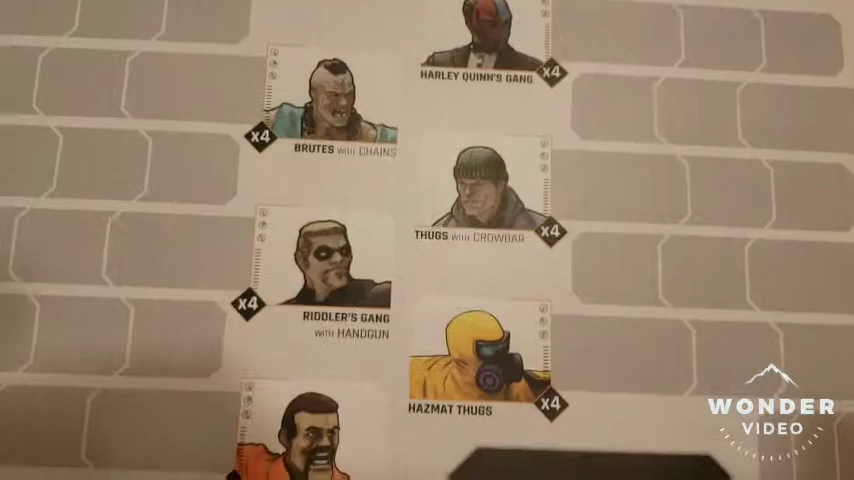 HARLEY QUINN'S GANG
x4
x4
BRUTES with CHAINS
THUGS with CROWBAR
x4
x4
RIDDLER'S GANG
with HANDGUN
HAZMAT THUGS
x4
WONDER
VIDEO